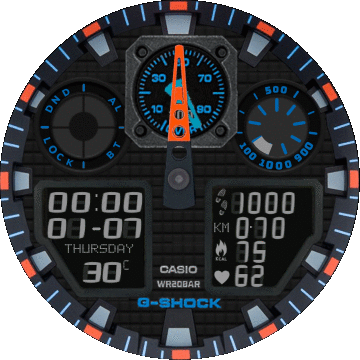 DND AL
LOCK BT
70
10 60
500
100 1000 900
00:00
01-07
THURSDAY
30°C
1000
KM 0.70
KCAL 75
62
CASIO
WR20BAR
G-SHOCK